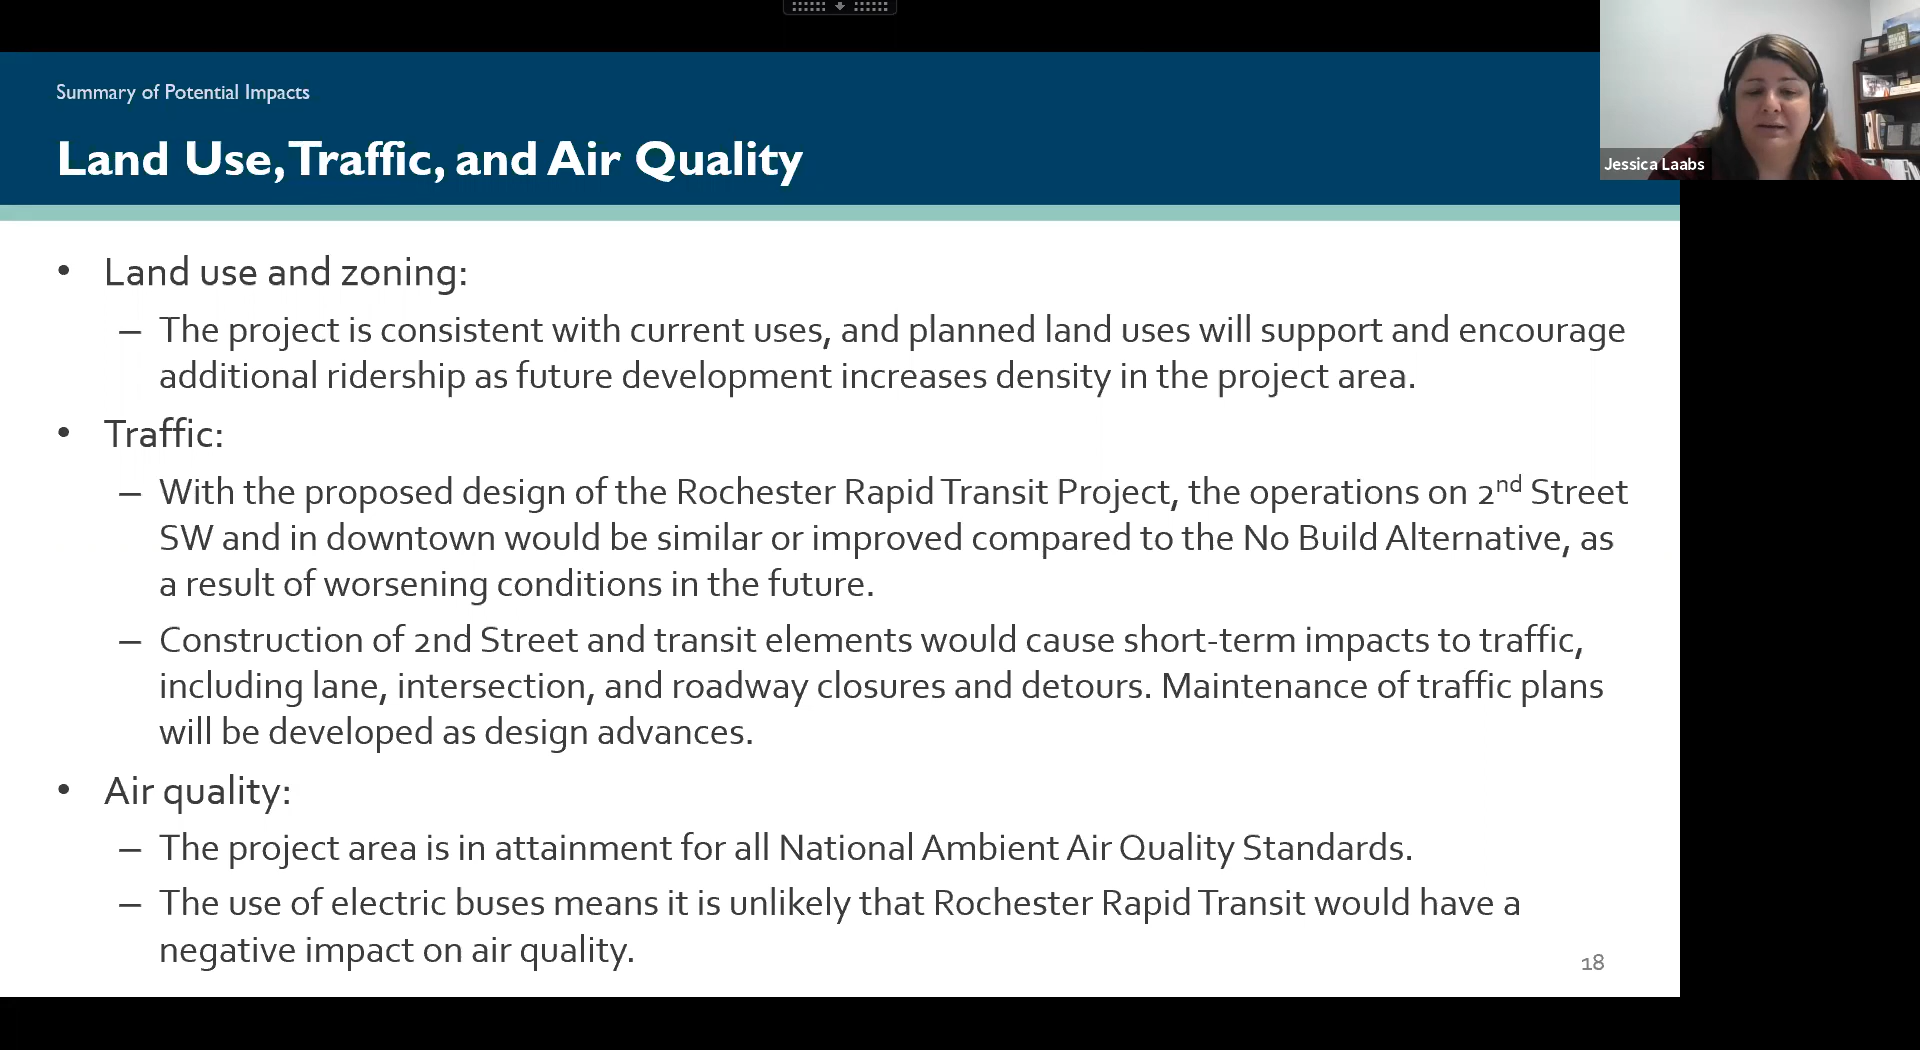 Summary of Potential Impacts
Land Use, Traffic, and Air Quality
Jessica Laabs
• Land use and zoning:
– The project is consistent with current uses, and planned land uses will support and encourage
additional ridership as future development increases density in the project area.
• Traffic:
– With the proposed design of the Rochester Rapid Transit Project, the operations on 2nd Street
SW and in downtown would be similar or improved compared to the No Build Alternative, as
a result of worsening conditions in the future.
– Construction of 2nd Street and transit elements would cause short-term impacts to traffic,
including lane, intersection, and roadway closures and detours. Maintenance of traffic plans
will be developed as design advances.
• Air quality:
– The project area is in attainment for all National Ambient Air Quality Standards.
– The use of electric buses means it is unlikely that Rochester Rapid Transit would have a
negative impact on air quality.
18